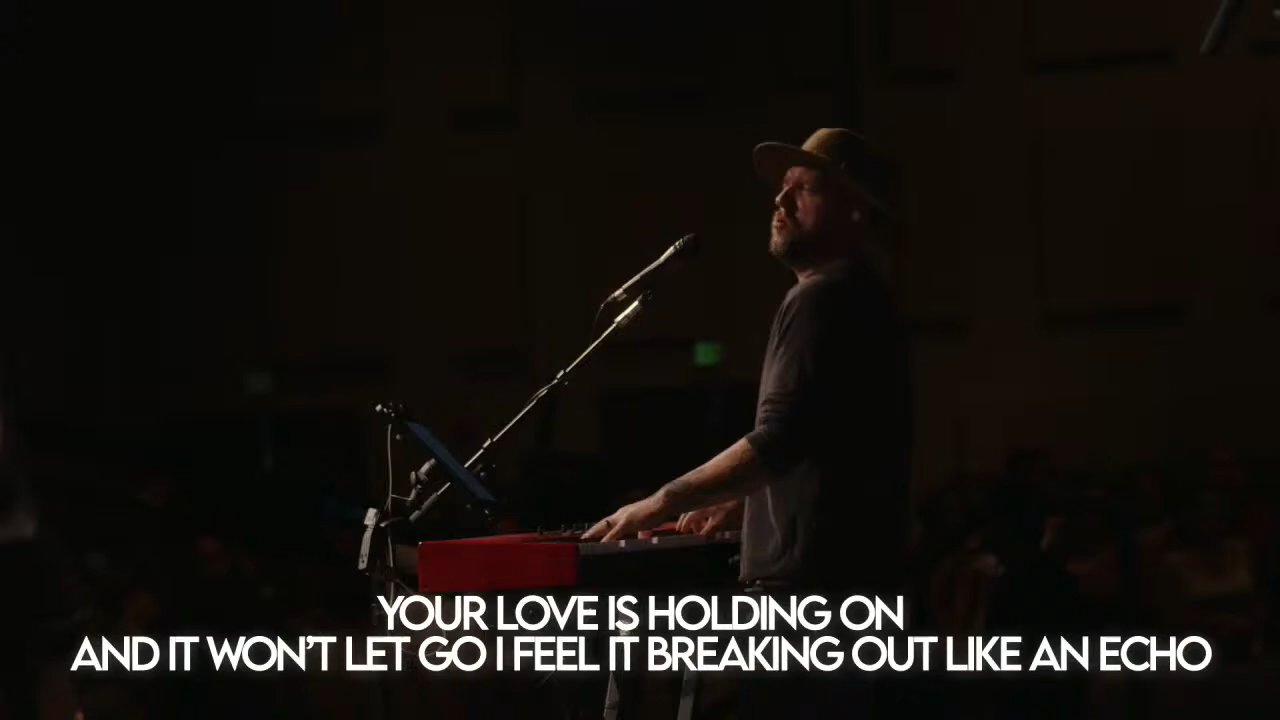 YOUR LOVE IS HOLDING ON
AND IT WON'T LET GO I FEEL IT BREAKING OUT LIKE AN ECHO